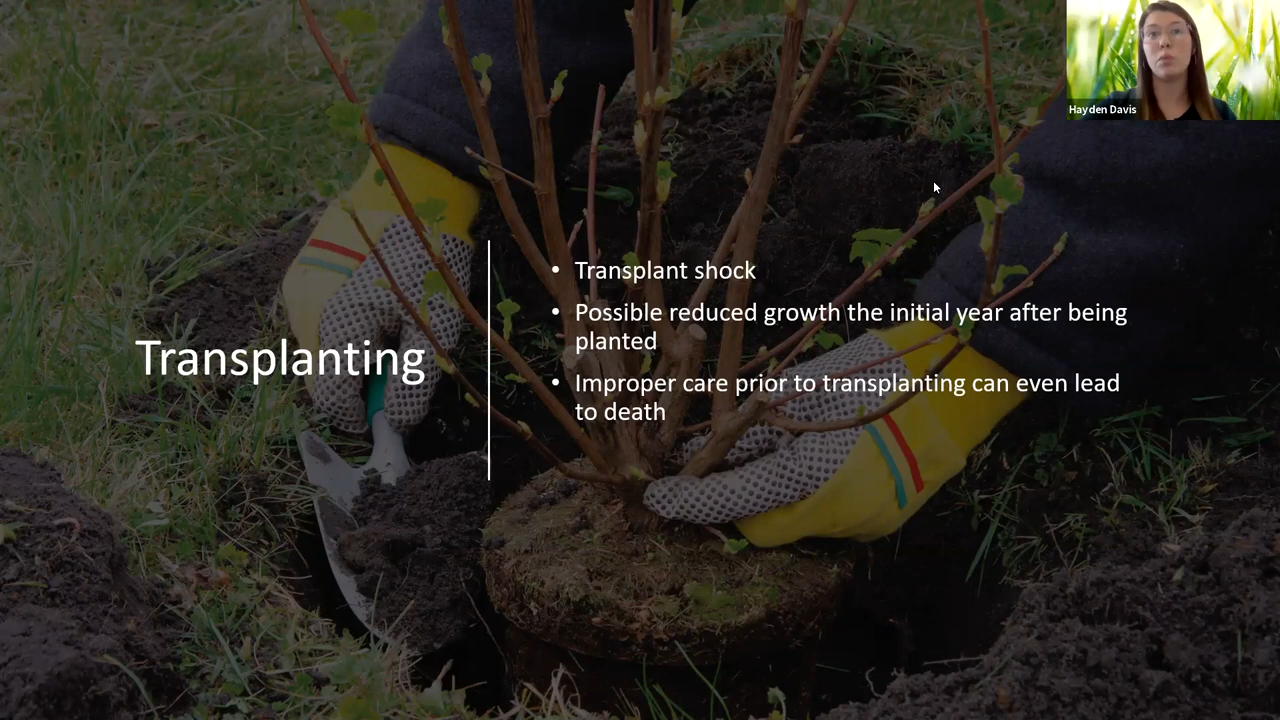 Hayden Davis
Transplanting
• Transplant shock
• Possible reduced growth the initial year after being
planted
• Improper care prior to transplanting can even lead
to death